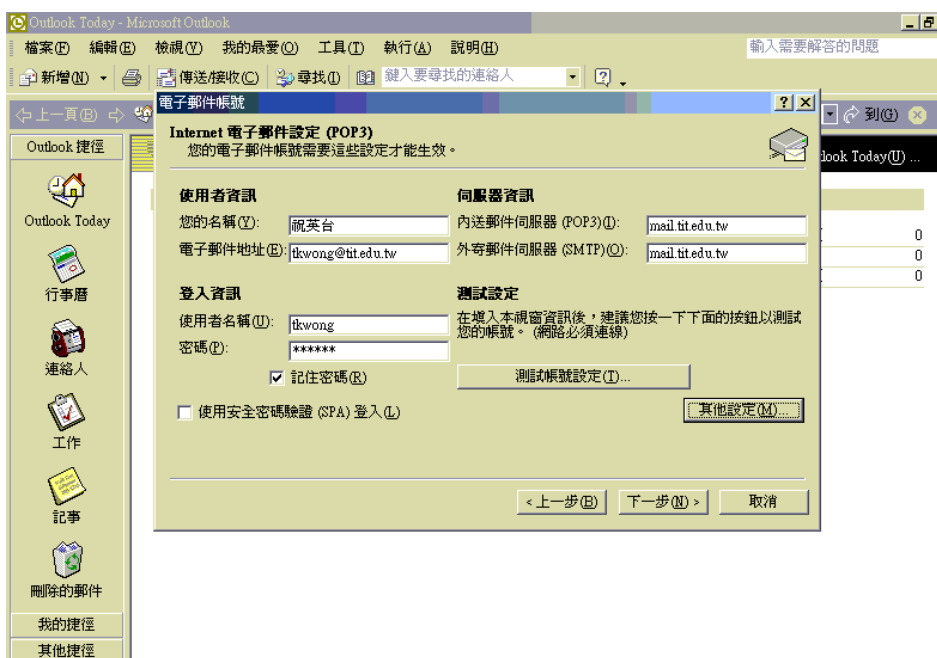 Outlook Today - Microsoft Outlook
檔案(F) 編輯(E) 檢視(V) 我的最愛(O) 工具(T) 執行(A) 說明(H) 輸入需要解答的問題
新增(N) 傳送/接收(C) 尋找(I) 鍵入要尋找的連絡人
上一頁(B) 到(G)
Outlook 捷徑
look Today(U) ...
Outlook Today
行事曆
連絡人
工作
記事
刪除的郵件
我的捷徑
其他捷徑
電子郵件帳號
Internet 電子郵件設定 (POP3)
您的電子郵件帳號需要這些設定才能生效。
使用者資訊
您的名稱(Y): 祝英台
電子郵件地址(E): tkwong@tit.edu.tw
伺服器資訊
內送郵件伺服器 (POP3)(I): mail.tit.edu.tw
外寄郵件伺服器 (SMTP)(O): mail.tit.edu.tw
登入資訊
使用者名稱(U): tkwong
密碼(P): ******
記住密碼(R)
使用安全密碼驗證 (SPA) 登入(L)
測試設定
在填入本視窗資訊後，建議您按一下下面的按鈕以測試
您的帳號。 (網路必須連線)
測試帳號設定(T)...
其他設定(M)...
< 上一步(B) 下一步(N) > 取消
0
0
0